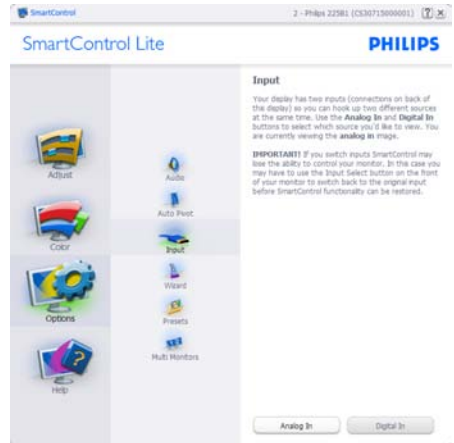 SmartControl
2 - Philips 225B1 (CS30715000001)
SmartControl Lite
PHILIPS
Adjust
Color
Options
Help
Audio
Auto Pivot
Input
Wizard
Presets
Multi Monitors
Input
Your display has two inputs (connections on back of
the display) so you can hook up two different sources
at the same time. Use the Analog In and Digital In
buttons to select which source you'd like to view. You
are currently viewing the analog in image.
IMPORTANT! If you switch inputs SmartControl may
lose the ability to control your monitor. In this case you
may have to use the Input Select button on the front
of your monitor to switch back to the original input
before SmartControl functionality can be restored.
Analog In
Digital In